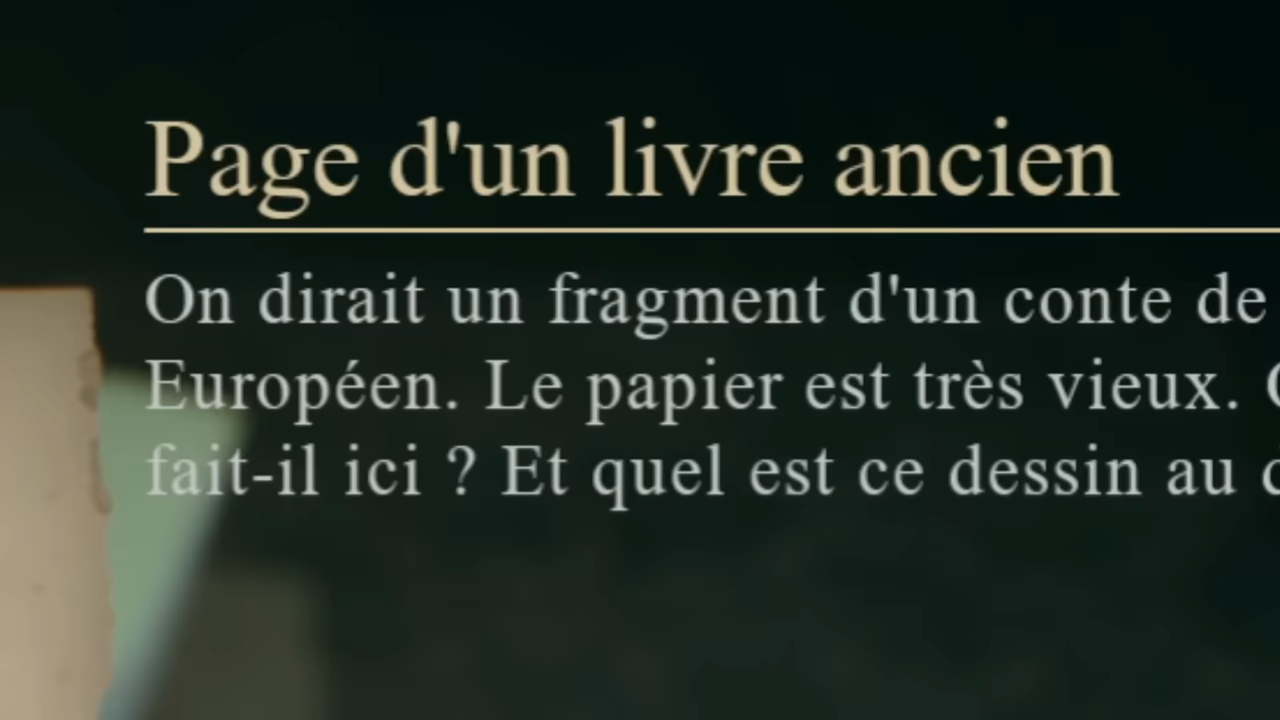 Page d'un livre ancien
On dirait un fragment d'un conte de
Européen. Le papier est très vieux.
fait-il ici ? Et quel est ce dessin au